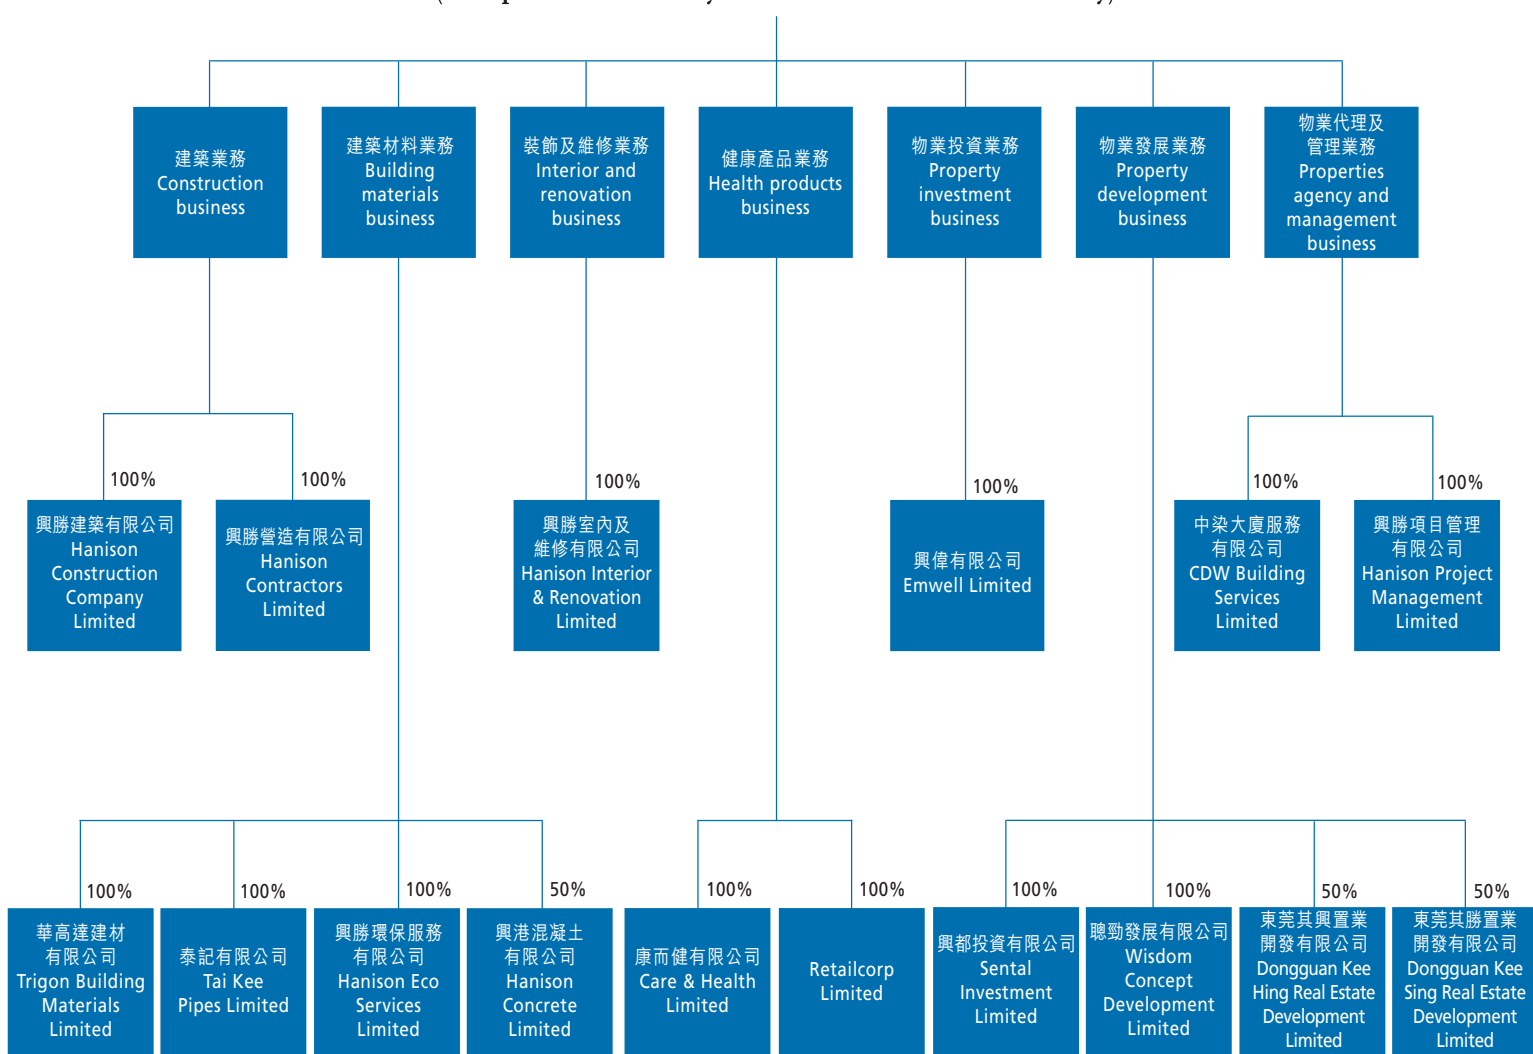 建築業務
Construction
business
建築材料業務
Building
materials
business
裝飾及維修業務
Interior and
renovation
business
健康產品業務
Health products
business
物業投資業務
Property
investment
business
物業發展業務
Property
development
business
物業代理及
管理業務
Properties
agency and
management
business
100%
興勝建築有限公司
Hanison
Construction
Company
Limited
100%
興勝營造有限公司
Hanison
Contractors
Limited
100%
興勝室內及
維修有限公司
Hanison Interior
& Renovation
Limited
100%
興偉有限公司
Emwell Limited
100%
中染大廈服務
有限公司
CDW Building
Services
Limited
100%
興勝項目管理
有限公司
Hanison Project
Management
Limited
100%
華高達建材
有限公司
Trigon Building
Materials
Limited
100%
泰記有限公司
Tai Kee
Pipes Limited
100%
興勝環保服務
有限公司
Hanison Eco
Services
Limited
50%
興港混凝土
有限公司
Hanison
Concrete
Limited
100%
康而健有限公司
Care & Health
Limited
100%
Retailcorp
Limited
100%
興都投資有限公司
Sental
Investment
Limited
100%
聰勁發展有限公司
Wisdom
Concept
Development
Limited
50%
東莞其興置業
開發有限公司
Dongguan Kee
Hing Real Estate
Development
Limited
50%
東莞其勝置業
開發有限公司
Dongguan Kee
Sing Real Estate
Development
Limited